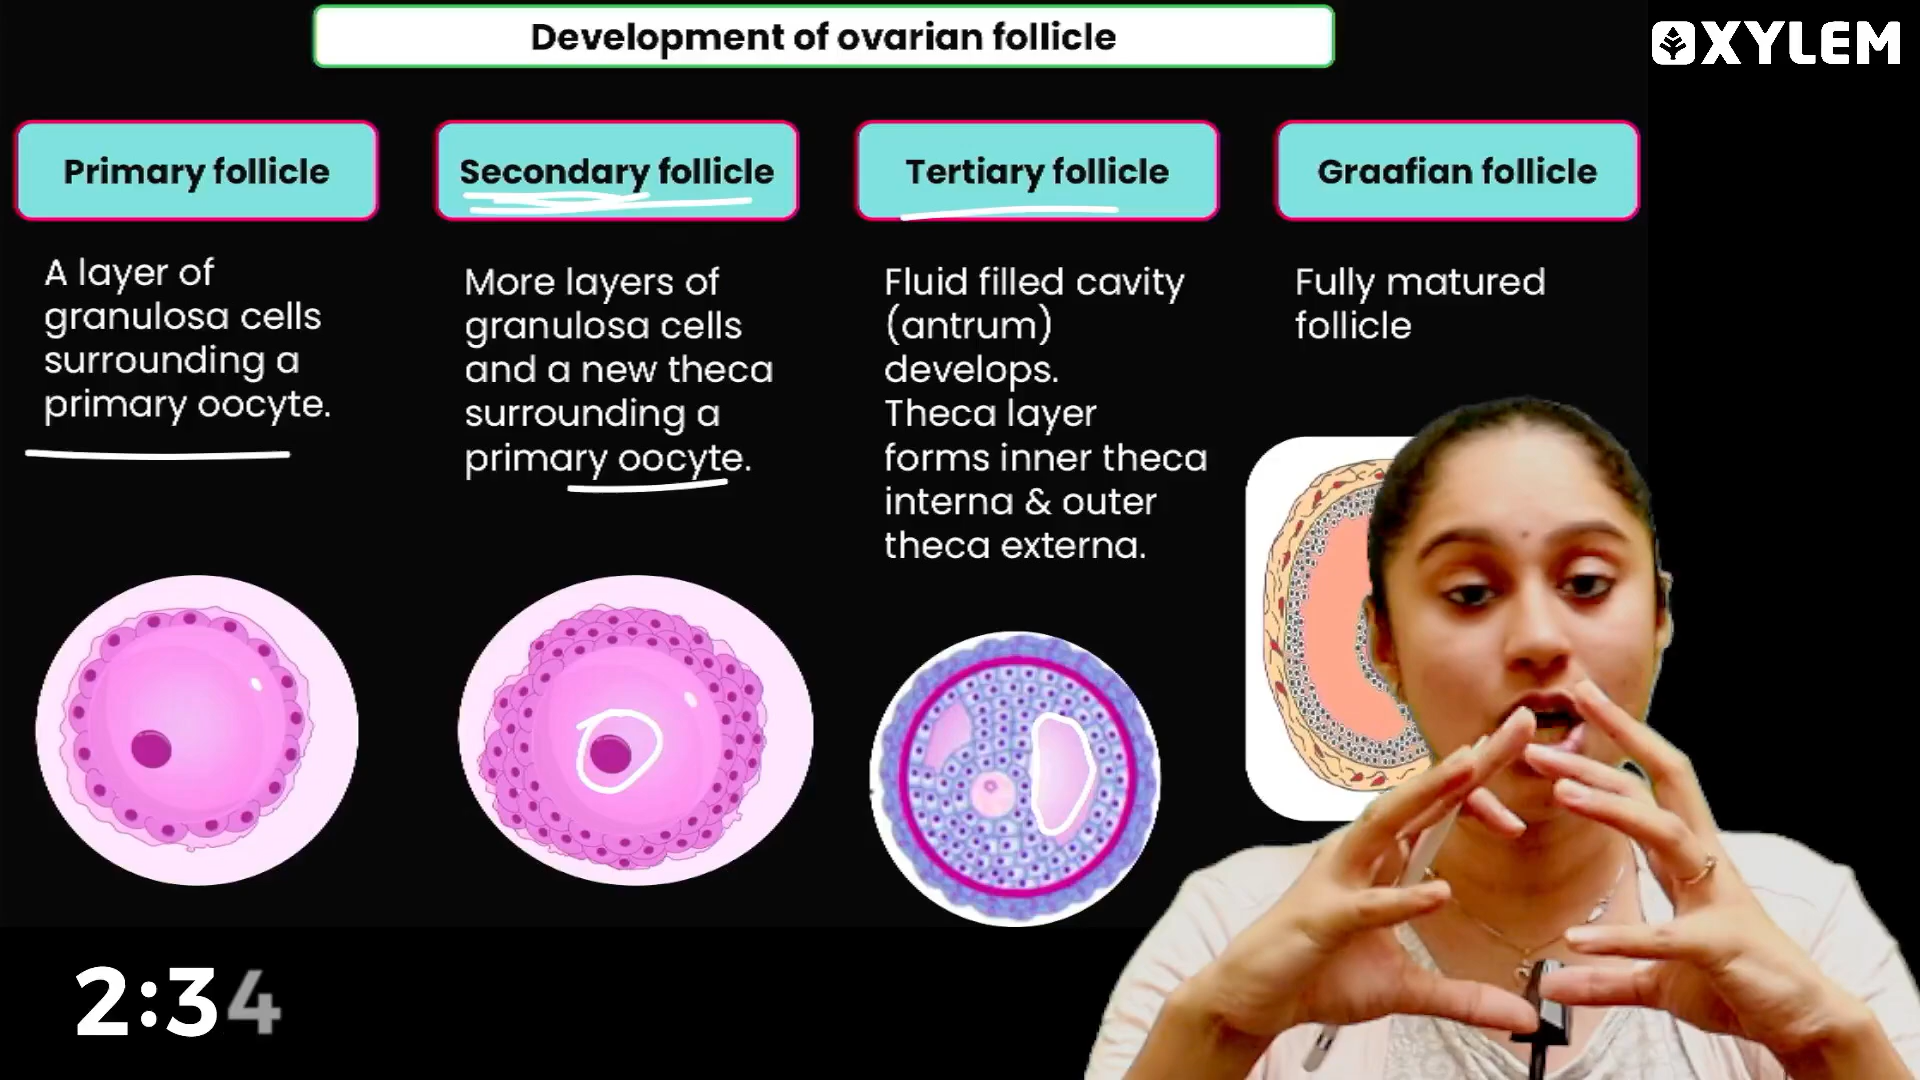 Development of ovarian follicle
XYLEM
Primary follicle
A layer of
granulosa cells
surrounding a
primary oocyte.
Secondary follicle
More layers of
granulosa cells
and a new theca
surrounding a
primary oocyte.
Tertiary follicle
Fluid filled cavity
(antrum)
develops.
Theca layer
forms inner theca
interna & outer
theca externa.
Graafian follicle
Fully matured
follicle
2:34